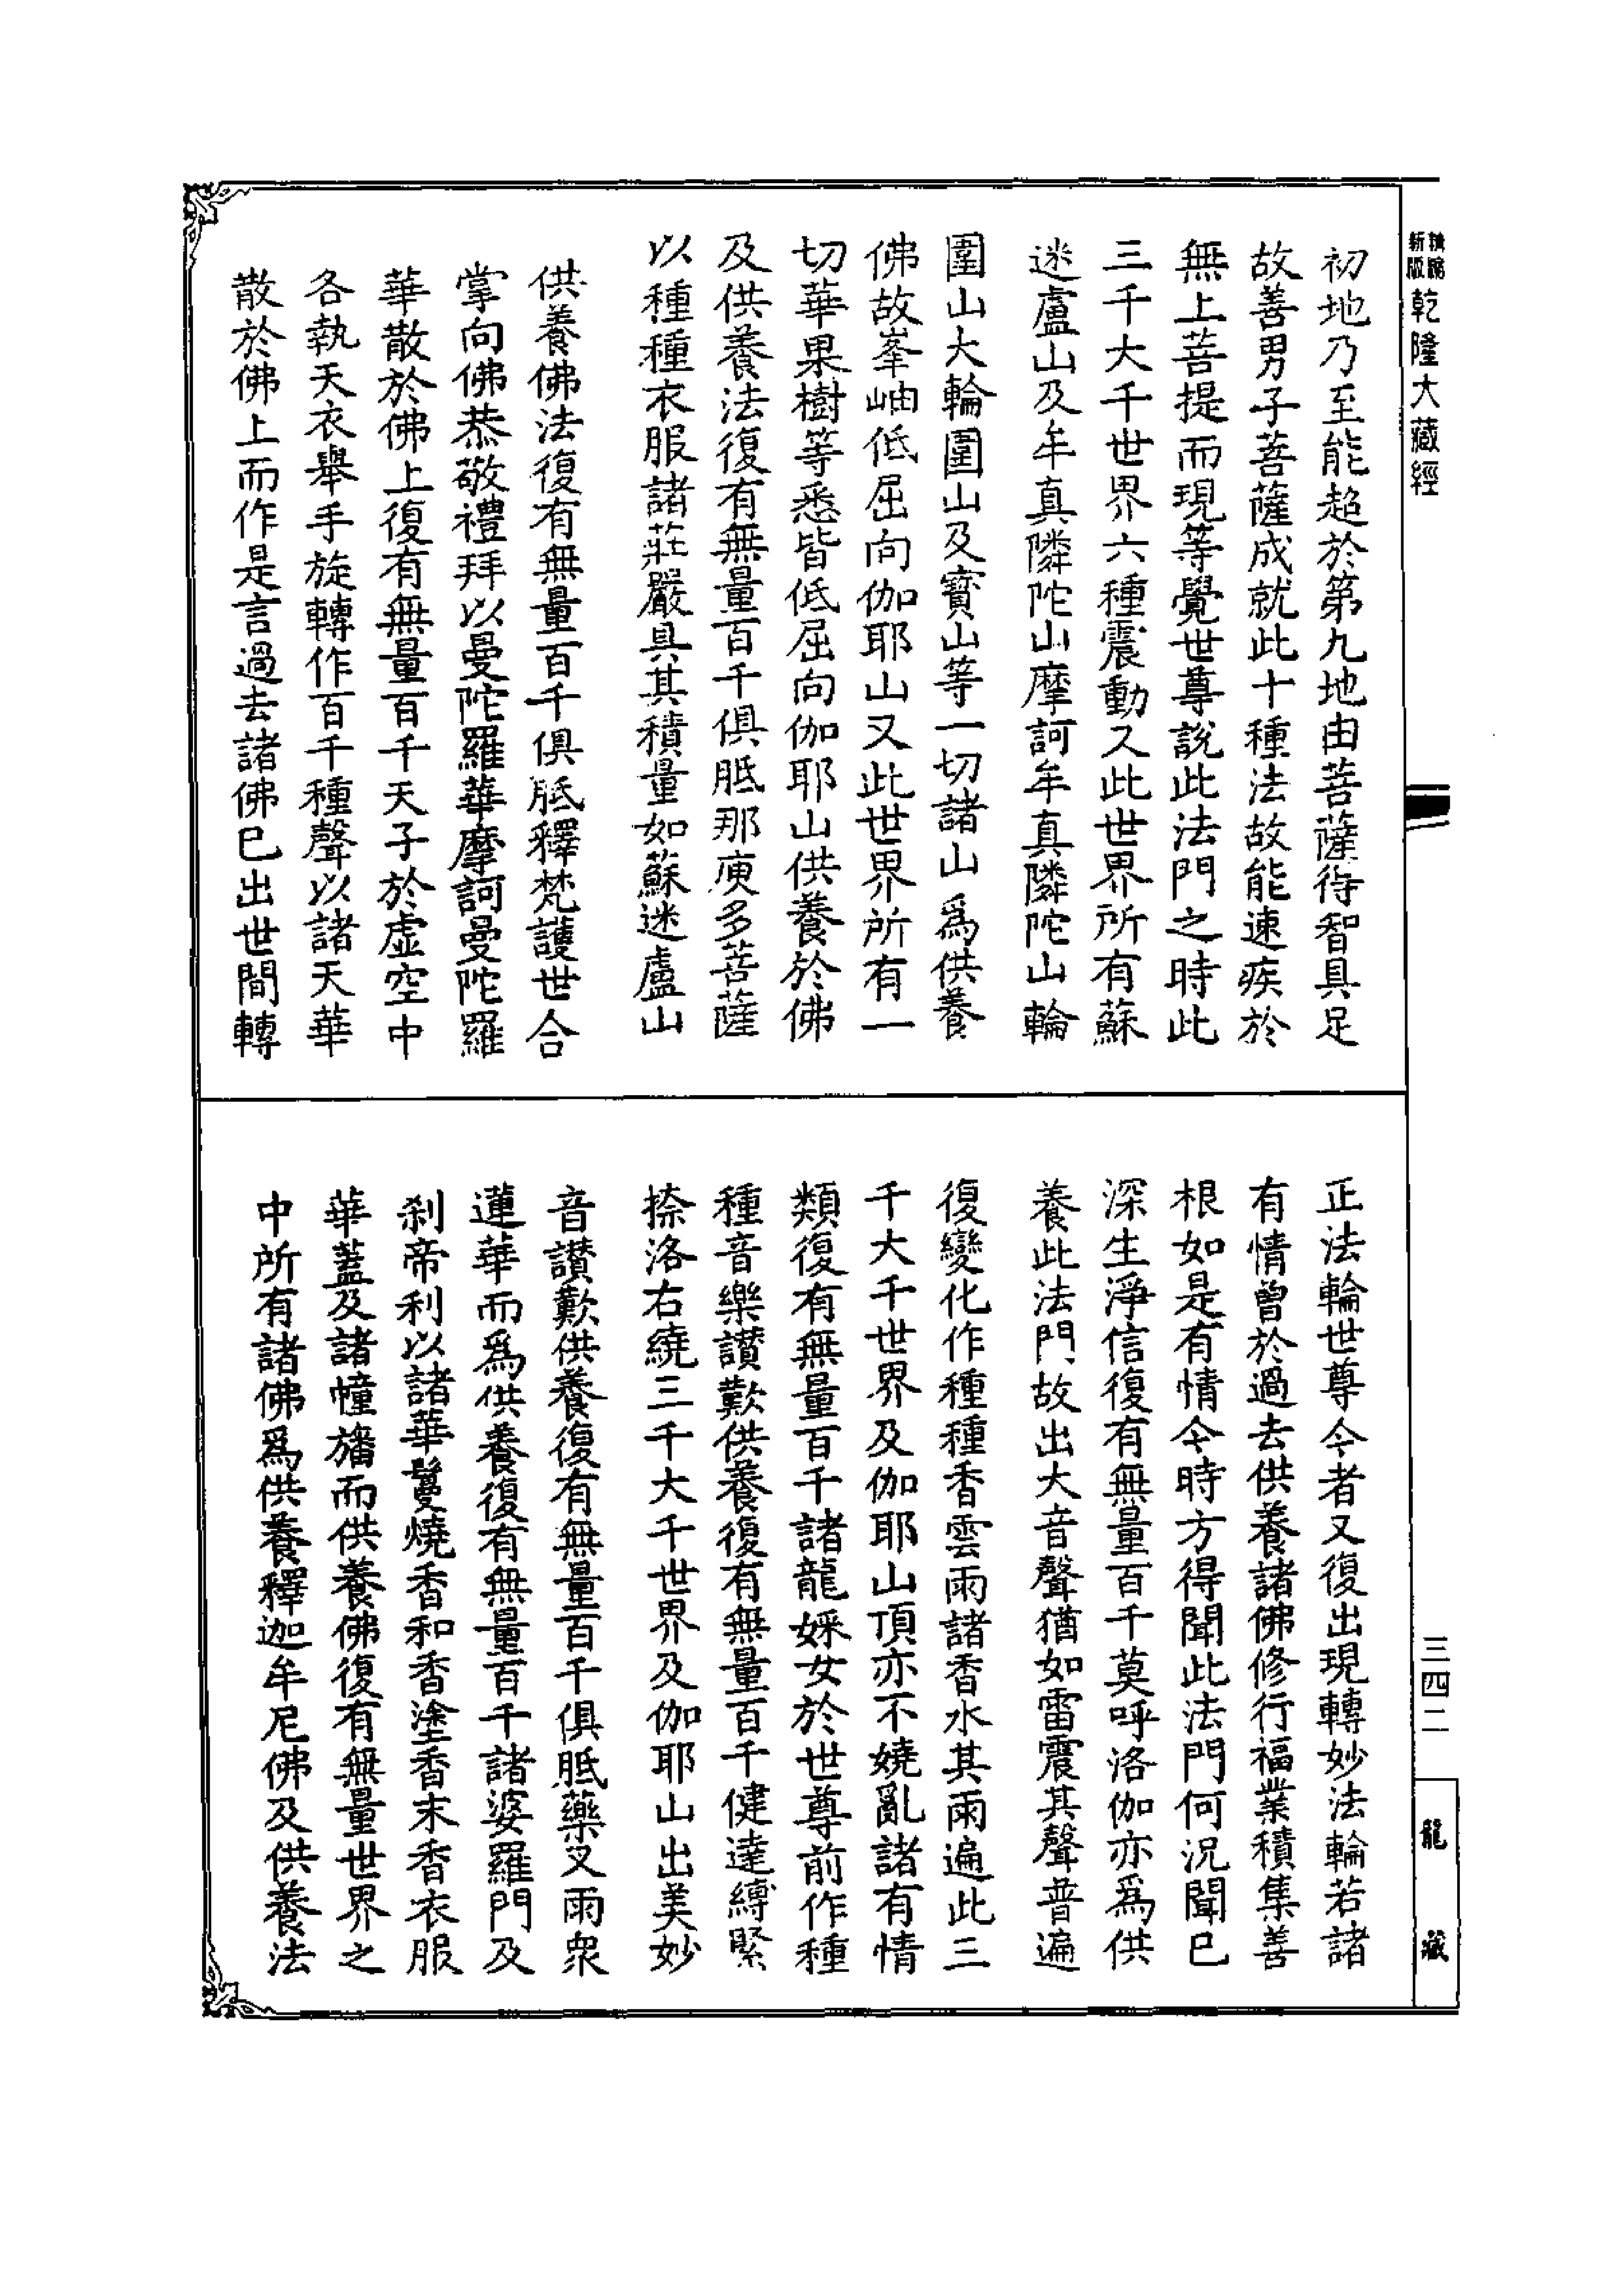 新版
精編
乾隆大藏經
初地乃至能超於第九地由菩薩待智具足
故善男子菩薩成就此十種法故能速疾於
無上菩提而現等覺世尊說此法門之時此
三千大千世界六種震動又此世界所有蘇
迷盧山及牟真隣陀山摩訶牟真隣陀山輪
圍山大輪圍山及寶山等一切諸山為供養
佛故峯岫低屈向伽耶山又此世界所有一
切華果樹等悉皆低屈向伽耶山供養於佛
及供養法復有無量百千俱胝那庾多菩薩
以種種衣服諸莊嚴具其積量如蘇迷盧山
供養佛法復有無量百千俱胝釋梵護世合
掌向佛恭敬禮拜以曼陀羅華摩訶曼陀羅
華散於佛上復有無量百千天子於虛空中
各執天衣舉手旋轉作百千種聲以諸天華
散於佛上而作是言過去諸佛已出世間轉
正法輪世尊今者又復出現轉妙法輪若諸
有情曾於過去供養諸佛修行福業積集善
根如是有情今時方得聞此法門何況聞已
深生淨信復有無量百千莫呼洛伽亦為供
養此法門故出大音聲猶如雷震其聲普遍
復變化作種種香雲雨諸香水其雨遍此三
千大千世界及伽耶山頂亦不嬈亂諸有情
類復有無量百千諸龍婇女於世尊前作種
種音樂讚歎供養復有無量百千健達縛緊
捺洛右繞三千大千世界及伽耶山出美妙
音讚歎供養復有無量百千俱胝藥叉雨眾
蓮華而為供養復有無量百千諸婆羅門及
剎帝利以諸華鬘燒香和香塗香末香衣服
華蓋及諸幢旛而供養佛復有無量世界之
中所有諸佛為供養釋迦牟尼佛及供養法
三四二
龍藏